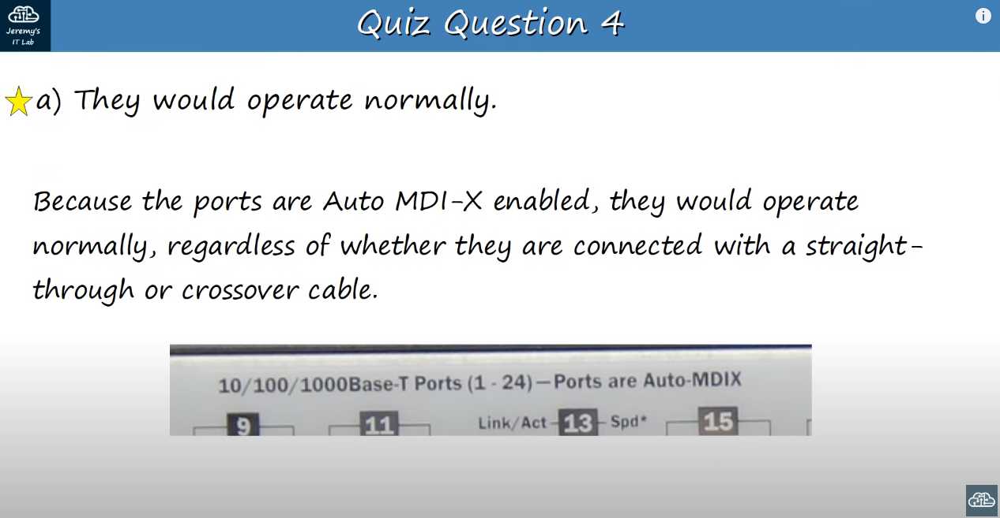 Jeremy's
IT Lab
Quiz Question 4
i
a) They would operate normally.
Because the ports are Auto MDI-X enabled, they would operate
normally, regardless of whether they are connected with a straight-
through or crossover cable.
10/100/1000Base-T Ports (1 - 24) — Ports are Auto-MDIX
9 11 Link/Act 13 Spd* 15